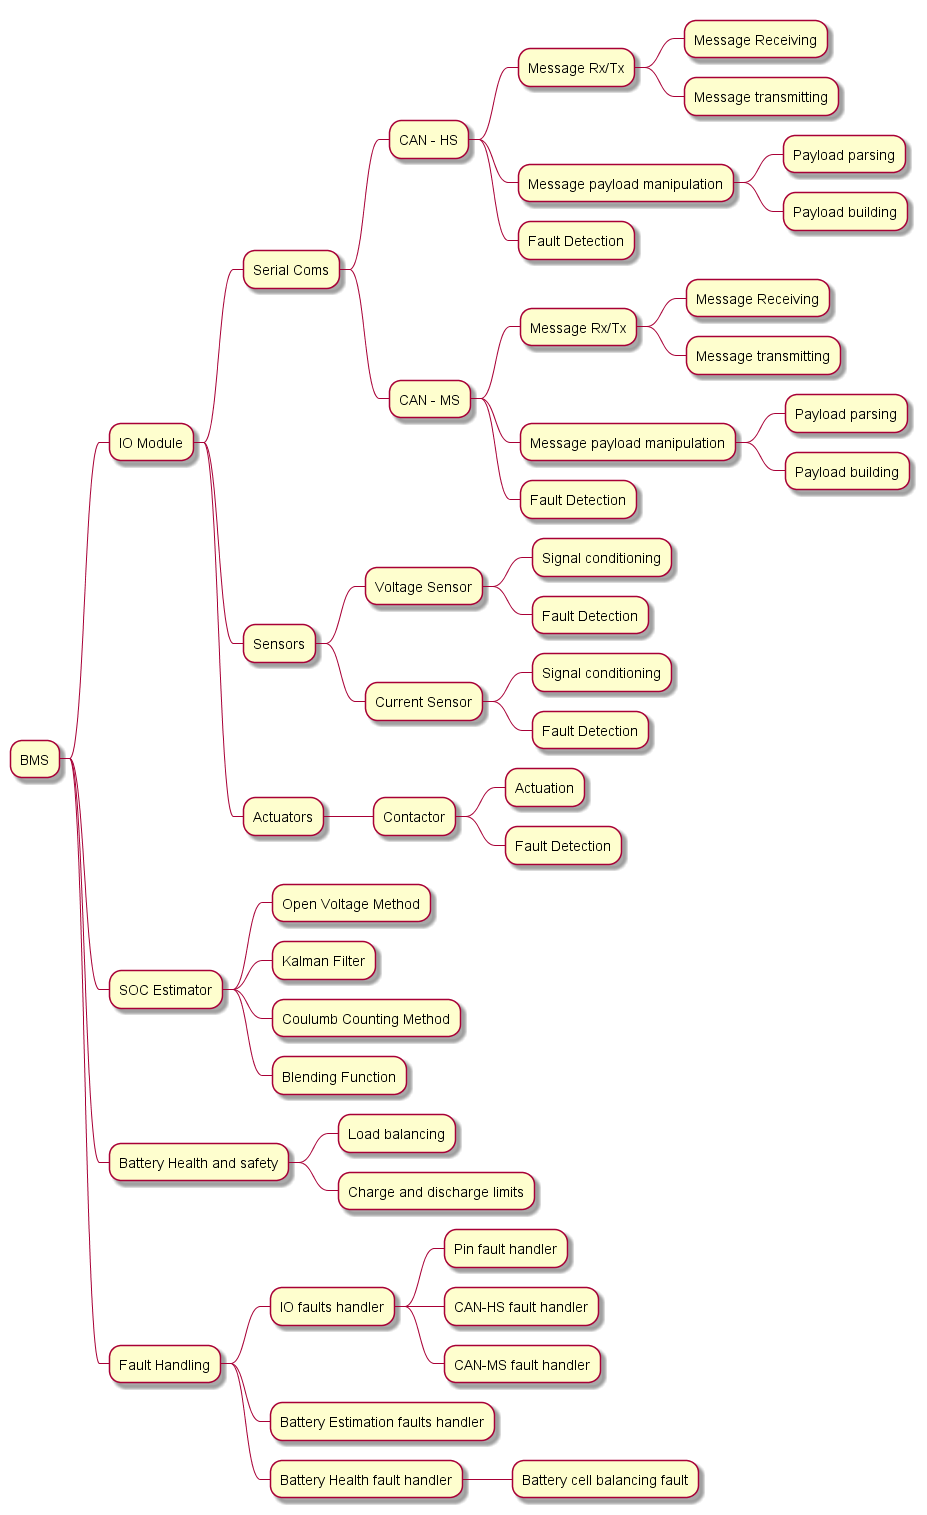 BMS
IO Module
Serial Coms
CAN - HS
Message Rx/Tx
Message Receiving
Message transmitting
Message payload manipulation
Payload parsing
Payload building
Fault Detection
CAN - MS
Message Rx/Tx
Message Receiving
Message transmitting
Message payload manipulation
Payload parsing
Payload building
Fault Detection
Sensors
Voltage Sensor
Signal conditioning
Fault Detection
Current Sensor
Signal conditioning
Fault Detection
Actuators
Contactor
Actuation
Fault Detection
SOC Estimator
Open Voltage Method
Kalman Filter
Coulumb Counting Method
Blending Function
Battery Health and safety
Load balancing
Charge and discharge limits
Fault Handling
IO faults handler
Pin fault handler
CAN-HS fault handler
CAN-MS fault handler
Battery Estimation faults handler
Battery Health fault handler
Battery cell balancing fault